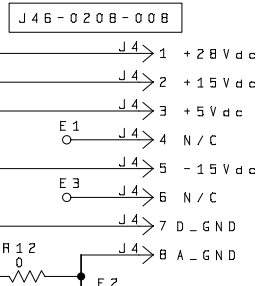 J46-0208-008
J4 1 +28Vdc
J4 2 +15Vdc
J4 3 +5Vdc
E1 J4 4 N/C
J4 5 -15Vdc
E3 J4 6 N/C
J4 7 D_GND
R12 J4 8 A_GND
0
E2